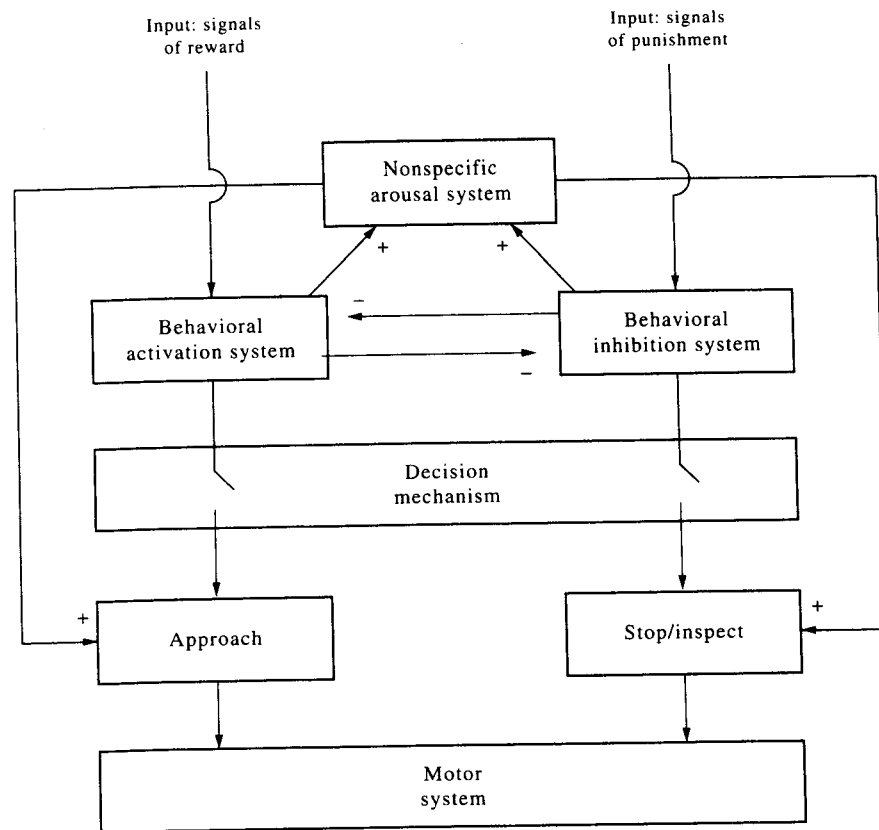 Input: signals
of reward
Input: signals
of punishment
Nonspecific
arousal system
+
+
Behavioral
activation system
–
–
Behavioral
inhibition system
Decision
mechanism
+
Approach
Stop/inspect
+
Motor
system